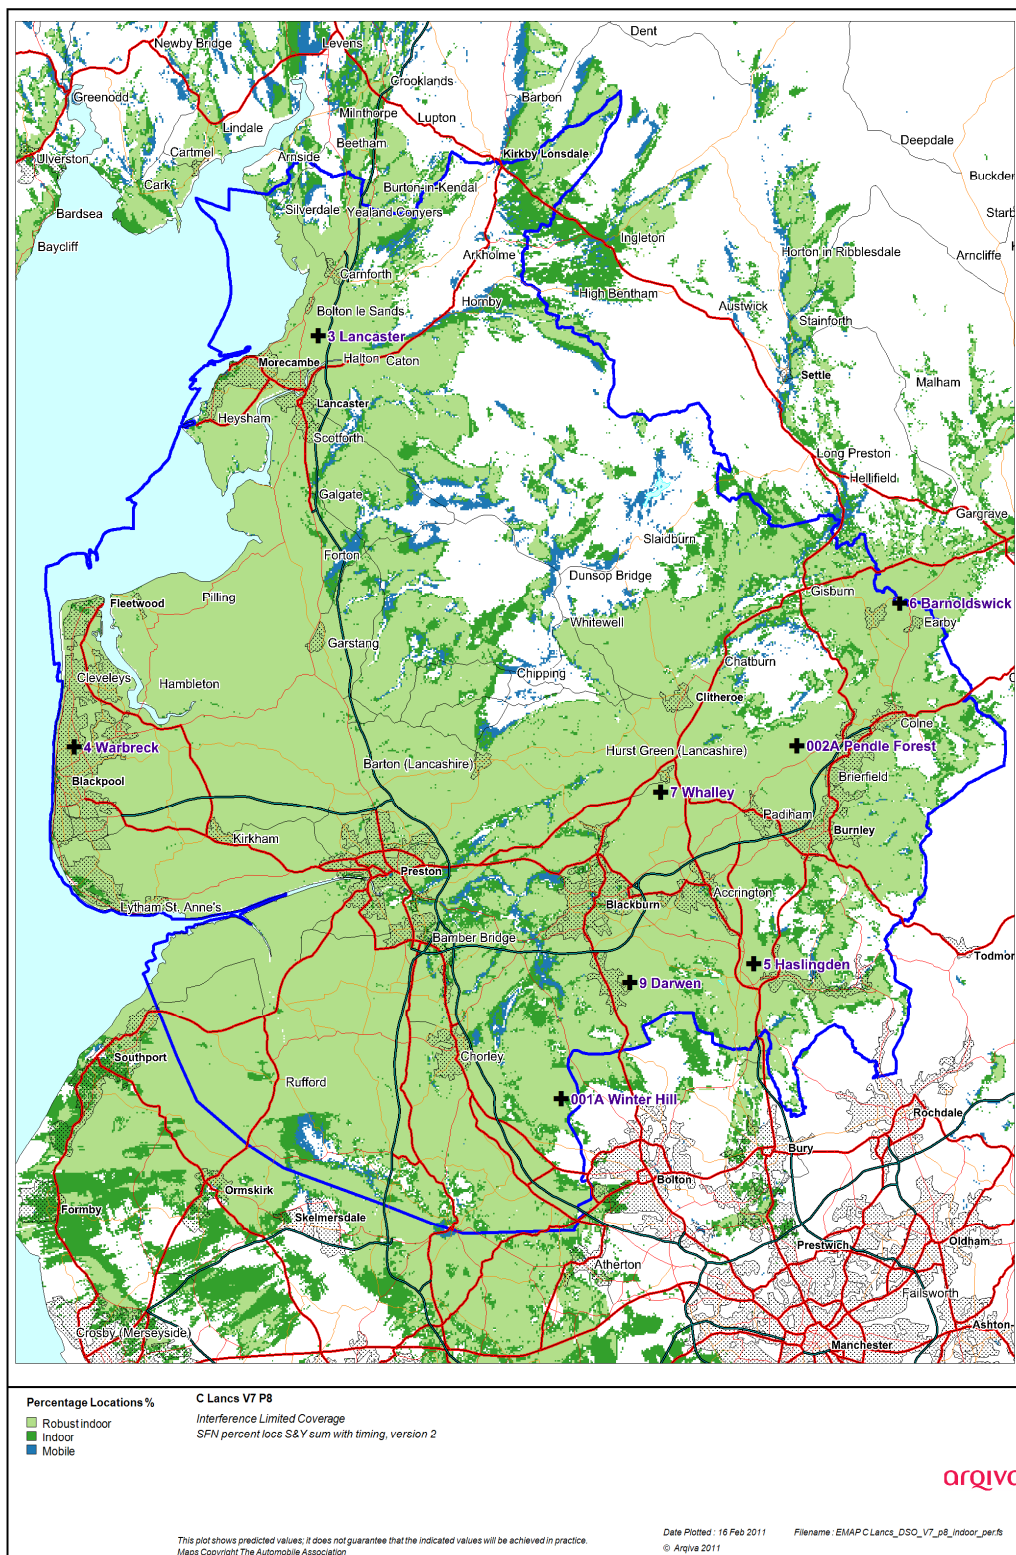 Dent
Newby Bridge
Levens
Crooklands
Greenodd
Barbon
Milnthorpe
Lupton
Lindale
Deepdale
Beetham
Cartmel
Arnside
Kirkby Lonsdale
Ulverston
Cark
Burton-in-Kendal
Buckder
Bardsea
Silverdale
Yealand Conyers
Starb
Baycliff
Ingleton
Horton in Ribblesdale
Arkholme
Arncliffe
Carnforth
High Bentham
Hornby
Austwick
Bolton le Sands
Stainforth
3 Lancaster
Morecambe
Halton
Caton
Settle
Malham
Lancaster
Heysham
Scotforth
Long Preston
Hellifield
Galgate
Gargrave
Slaidburn
Forton
Dunsop Bridge
Gisburn
Pilling
Fleetwood
6 Barnoldswick
Whitewell
Earby
Garstang
Chatburn
Chipping
Cleveleys
Hambleton
Clitheroe
Colne
4 Warbreck
002A Pendle Forest
Hurst Green (Lancashire)
Barton (Lancashire)
Blackpool
Brierfield
7 Whalley
Padiham
Burnley
Kirkham
Preston
Accrington
Blackburn
Lytham St. Anne's
Bamber Bridge
Todmor
5 Haslingden
9 Darwen
Southport
Chorley
Rufford
001A Winter Hill
Rochdale
Bury
Bolton
Ormskirk
Formby
Skelmersdale
Prestwich
Oldham
Atherton
Failsworth
Crosby (Merseyside)
Ashton-
Manchester
Percentage Locations %
Robust indoor
Indoor
Mobile
C Lancs V7 P8
Interference Limited Coverage
SFN percent locs S&Y sum with timing, version 2
arqiva
This plot shows predicted values; it does not guarantee that the indicated values will be achieved in practice.
Maps Copyright The Automobile Association
Date Plotted : 16 Feb 2011
Filename : EMAP C Lancs_DSO_V7_p8_indoor_per.fs
© Arqiva 2011